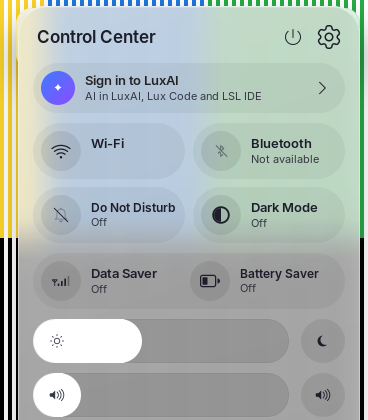 Control Center
Sign in to LuxAI
AI in LuxAI, Lux Code and LSL IDE
Wi-Fi
Bluetooth
Not available
Do Not Disturb
Off
Dark Mode
Off
Data Saver
Off
Battery Saver
Off